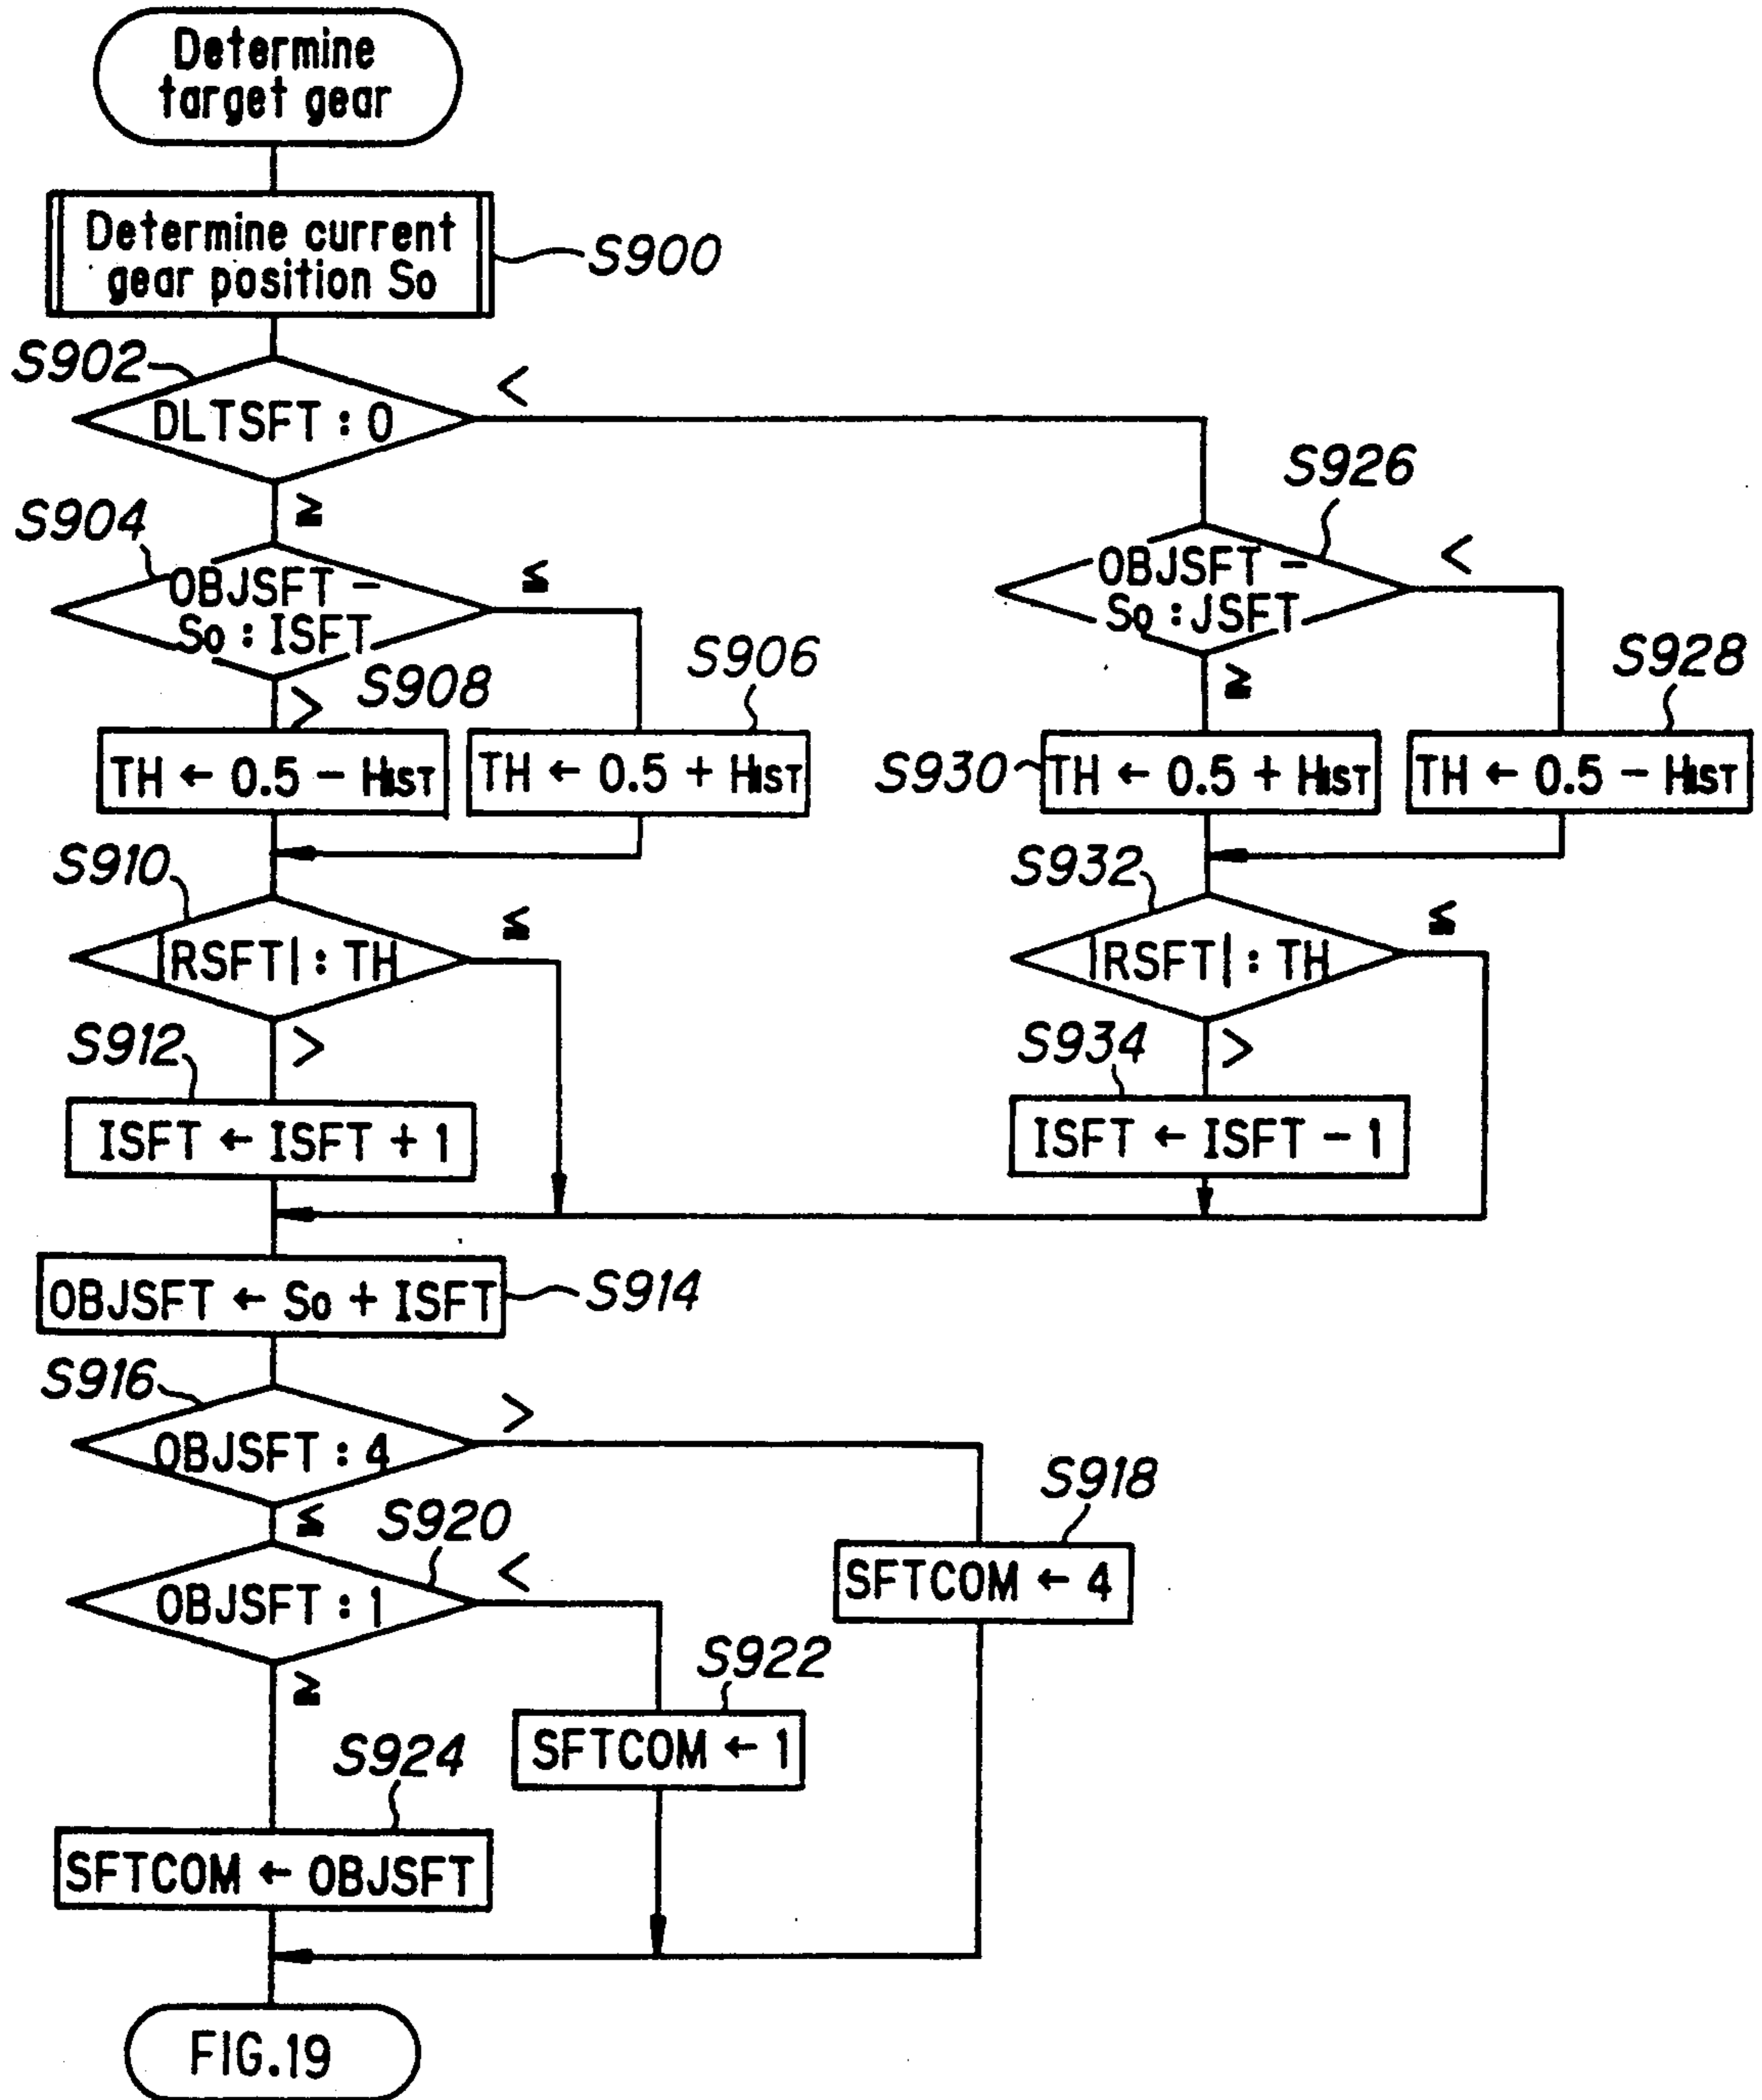 Determine
target gear
Determine current
gear position So
S900
S902
DLTSFT : 0
<
≧
S904
OBJSFT -
So : ISFT
≦
>
S908
TH ← 0.5 - HIST
S906
TH ← 0.5 + HIST
S926
OBJSFT -
So : JSFT
<
≧
S928
TH ← 0.5 - HIST
S930
TH ← 0.5 + HIST
S910
|RSFT| : TH
≦
>
S912
ISFT ← ISFT + 1
S932
|RSFT| : TH
≦
>
S934
ISFT ← ISFT - 1
OBJSFT ← So + ISFT
S914
S916
OBJSFT : 4
>
≦
S918
SFTCOM ← 4
S920
OBJSFT : 1
<
≧
S922
SFTCOM ← 1
S924
SFTCOM ← OBJSFT
FIG.19